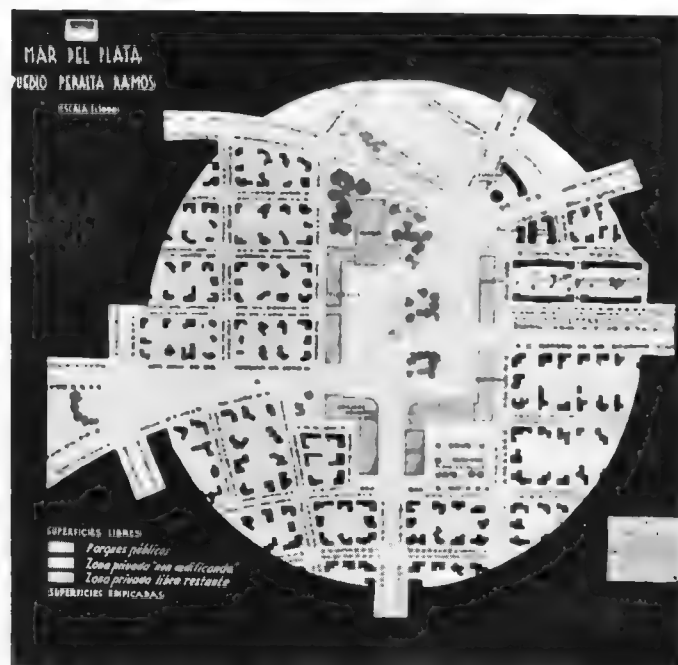 MAR DEL PLATA
PUEBLO PERALTA RAMOS
ESCALA
SUPERFICIES LIBRES
Parques públicos
Zona privada "non aedificandi"
Zona privada libre restante
SUPERFICIES EDIFICADAS